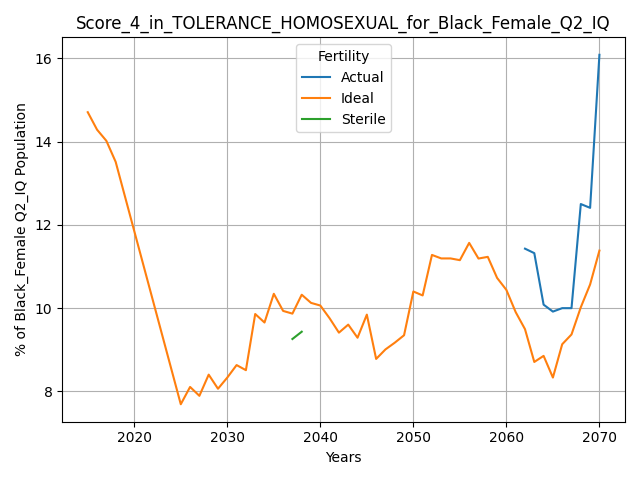 Score_4_in_TOLERANCE_HOMOSEXUAL_for_Black_Female_Q2_IQ
Fertility
Actual
Ideal
Sterile
% of Black_Female Q2_IQ Population
16
14
12
10
8
2020 2030 2040 2050 2060 2070
Years